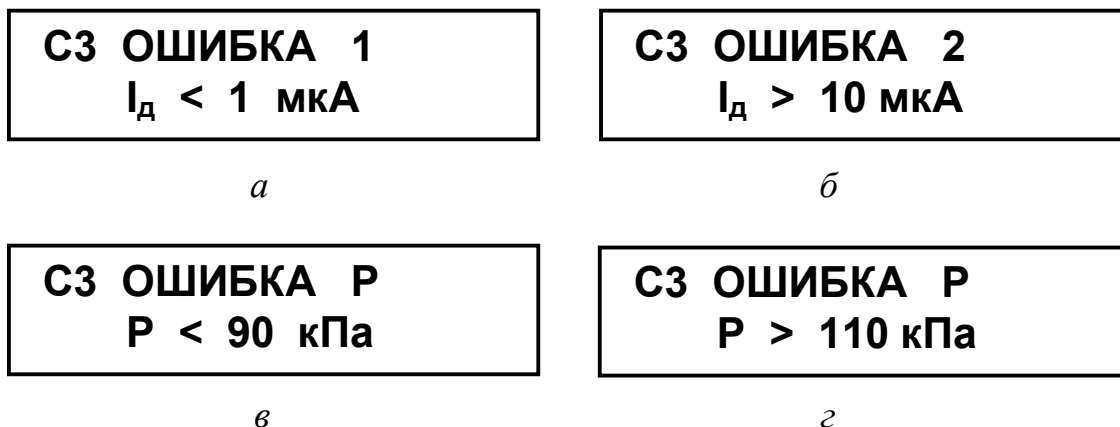 С3 ОШИБКА 1
Iд < 1 мкА
а
С3 ОШИБКА 2
Iд > 10 мкА
б
С3 ОШИБКА Р
Р < 90 кПа
в
С3 ОШИБКА Р
Р > 110 кПа
г